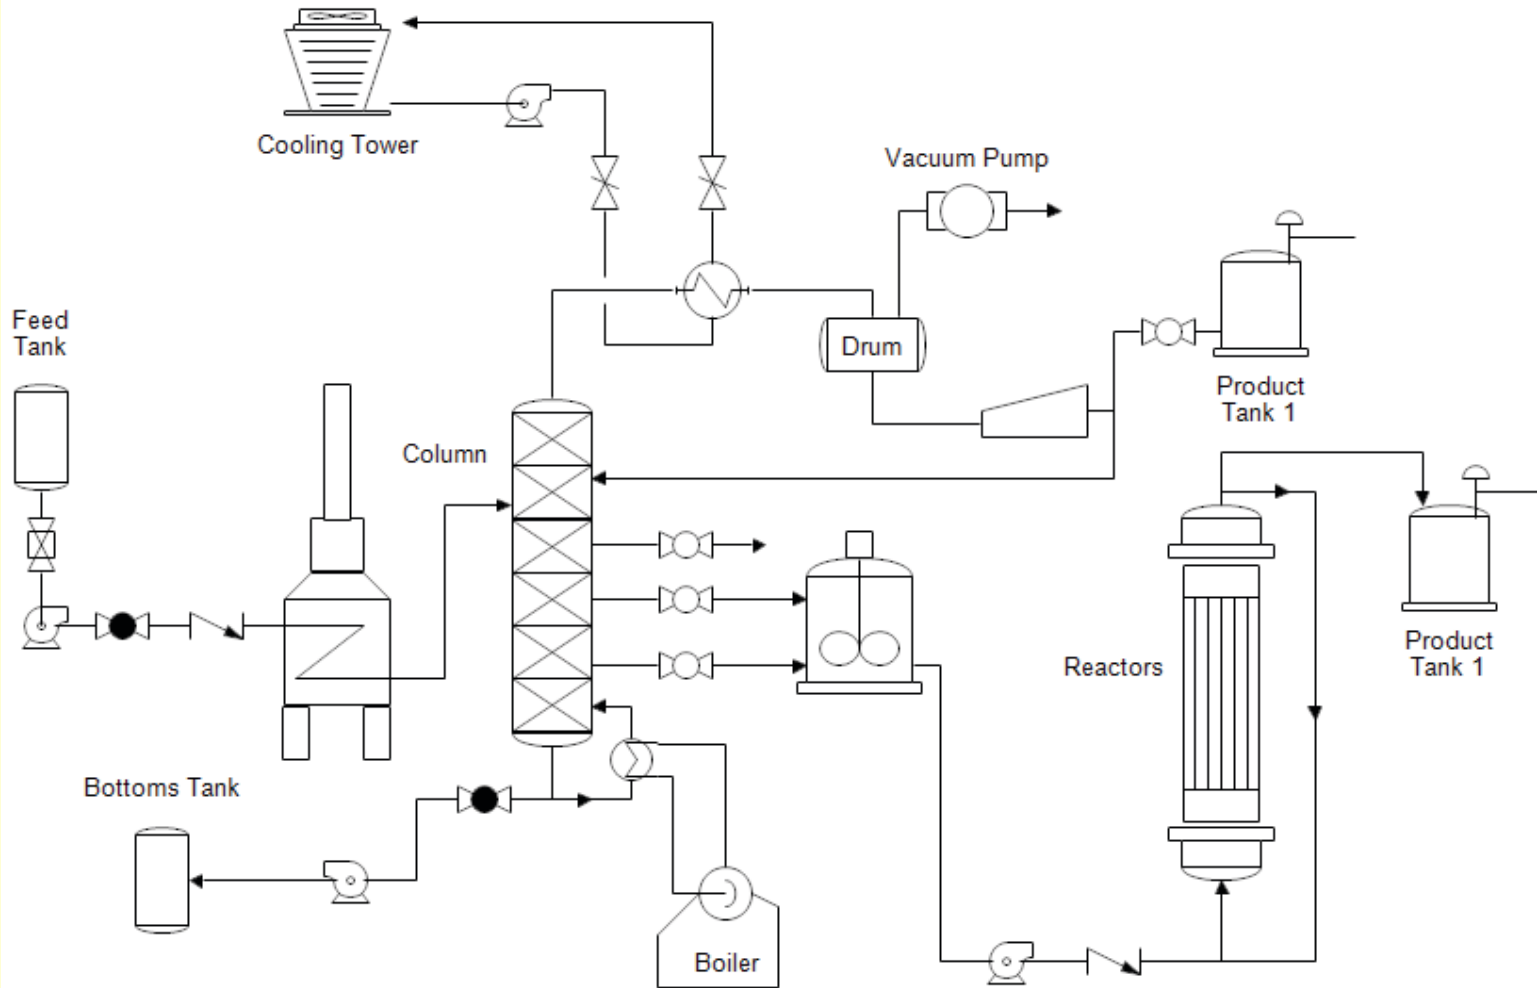 Cooling Tower
Vacuum Pump
Feed
Tank
Drum
Product
Tank 1
Column
Product
Tank 1
Reactors
Bottoms Tank
Boiler